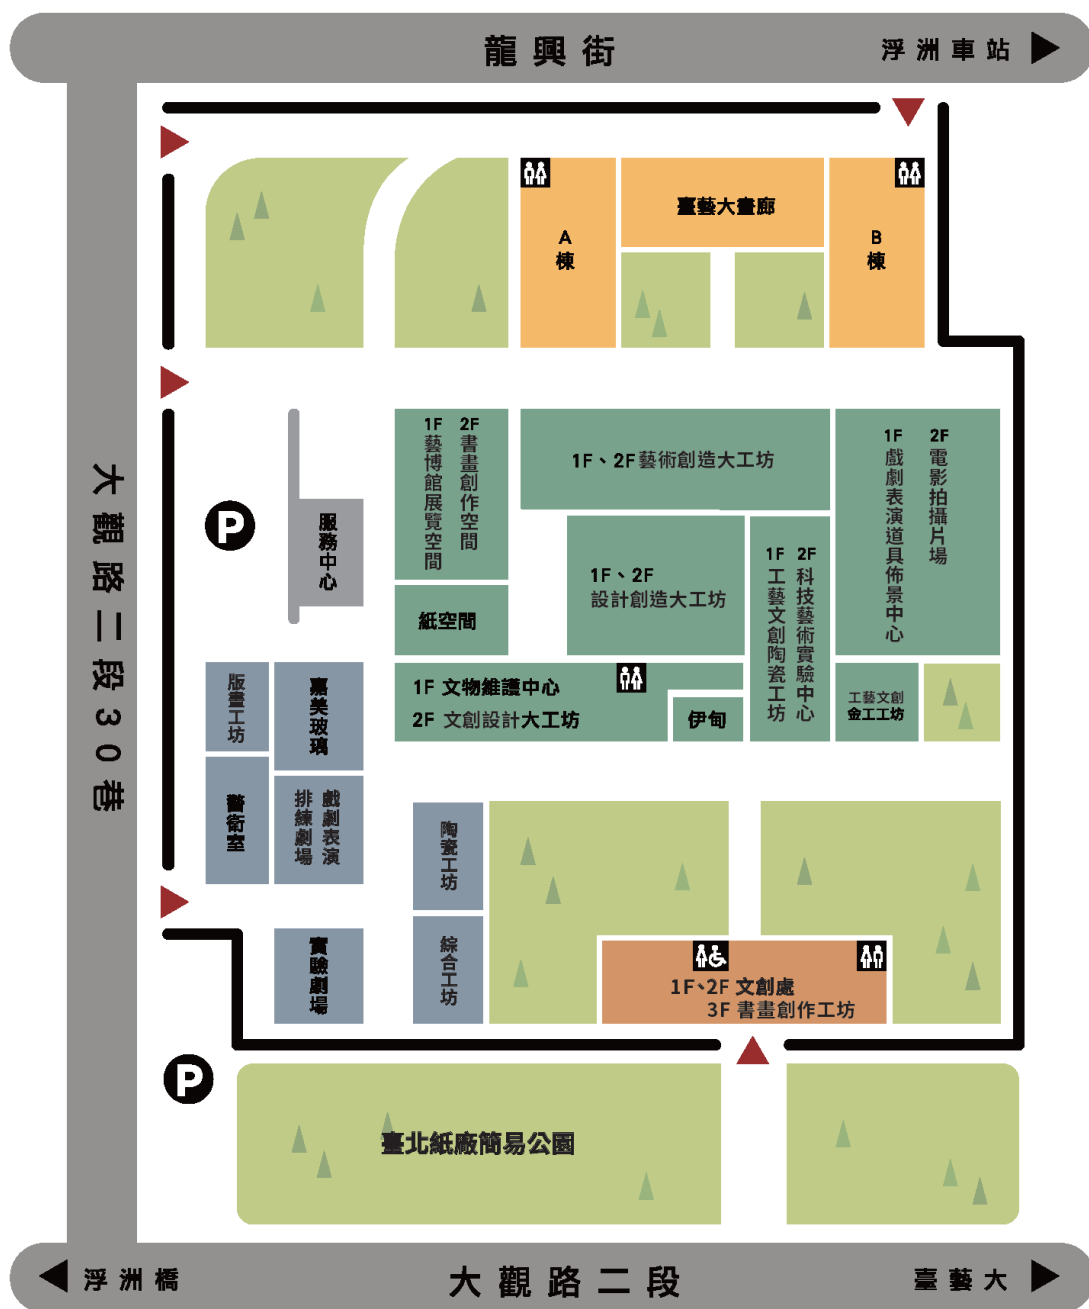 龍興街
浮洲車站
臺藝大畫廊
A
棟
B
棟
大觀路二段30巷
P
服務中心
1F 藝博館展覽空間
2F 書畫創作空間
紙空間
1F、2F藝術創造大工坊
1F、2F
設計創造大工坊
1F 工藝文創陶瓷工坊
2F 科技藝術實驗中心
1F 戲劇表演道具佈景中心
2F 電影拍攝片場
1F 文物維護中心
2F 文創設計大工坊
伊甸
工藝文創
金工工坊
版畫工坊
嘉美玻璃
警衛室
戲劇表演
排練劇場
陶瓷工坊
綜合工坊
實驗劇場
1F、2F 文創處
3F 書畫創作工坊
P
臺北紙廠簡易公園
浮洲橋
大觀路二段
臺藝大